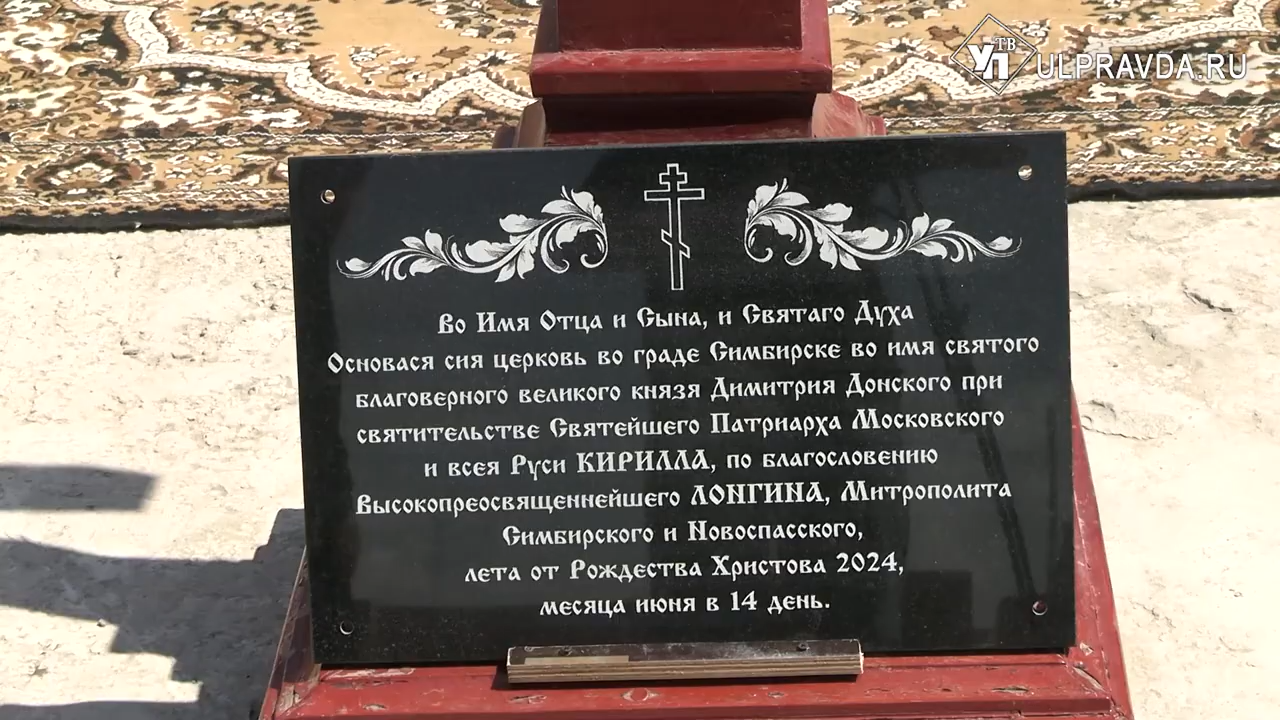 УП ТВ ULPRAVDA.RU
Во Имя Отца и Сына, и Святаго Духа
Основася сия церковь во граде Симбирске во имя святого
благоверного великого князя Димитрия Донского при
святительстве Святейшего Патриарха Московского
и всея Руси КИРИЛЛА, по благословению
Высокопреосвященнейшего ЛОНГИНА, Митрополита
Симбирского и Новоспасского,
лета от Рождества Христова 2024,
месяца июня в 14 день.